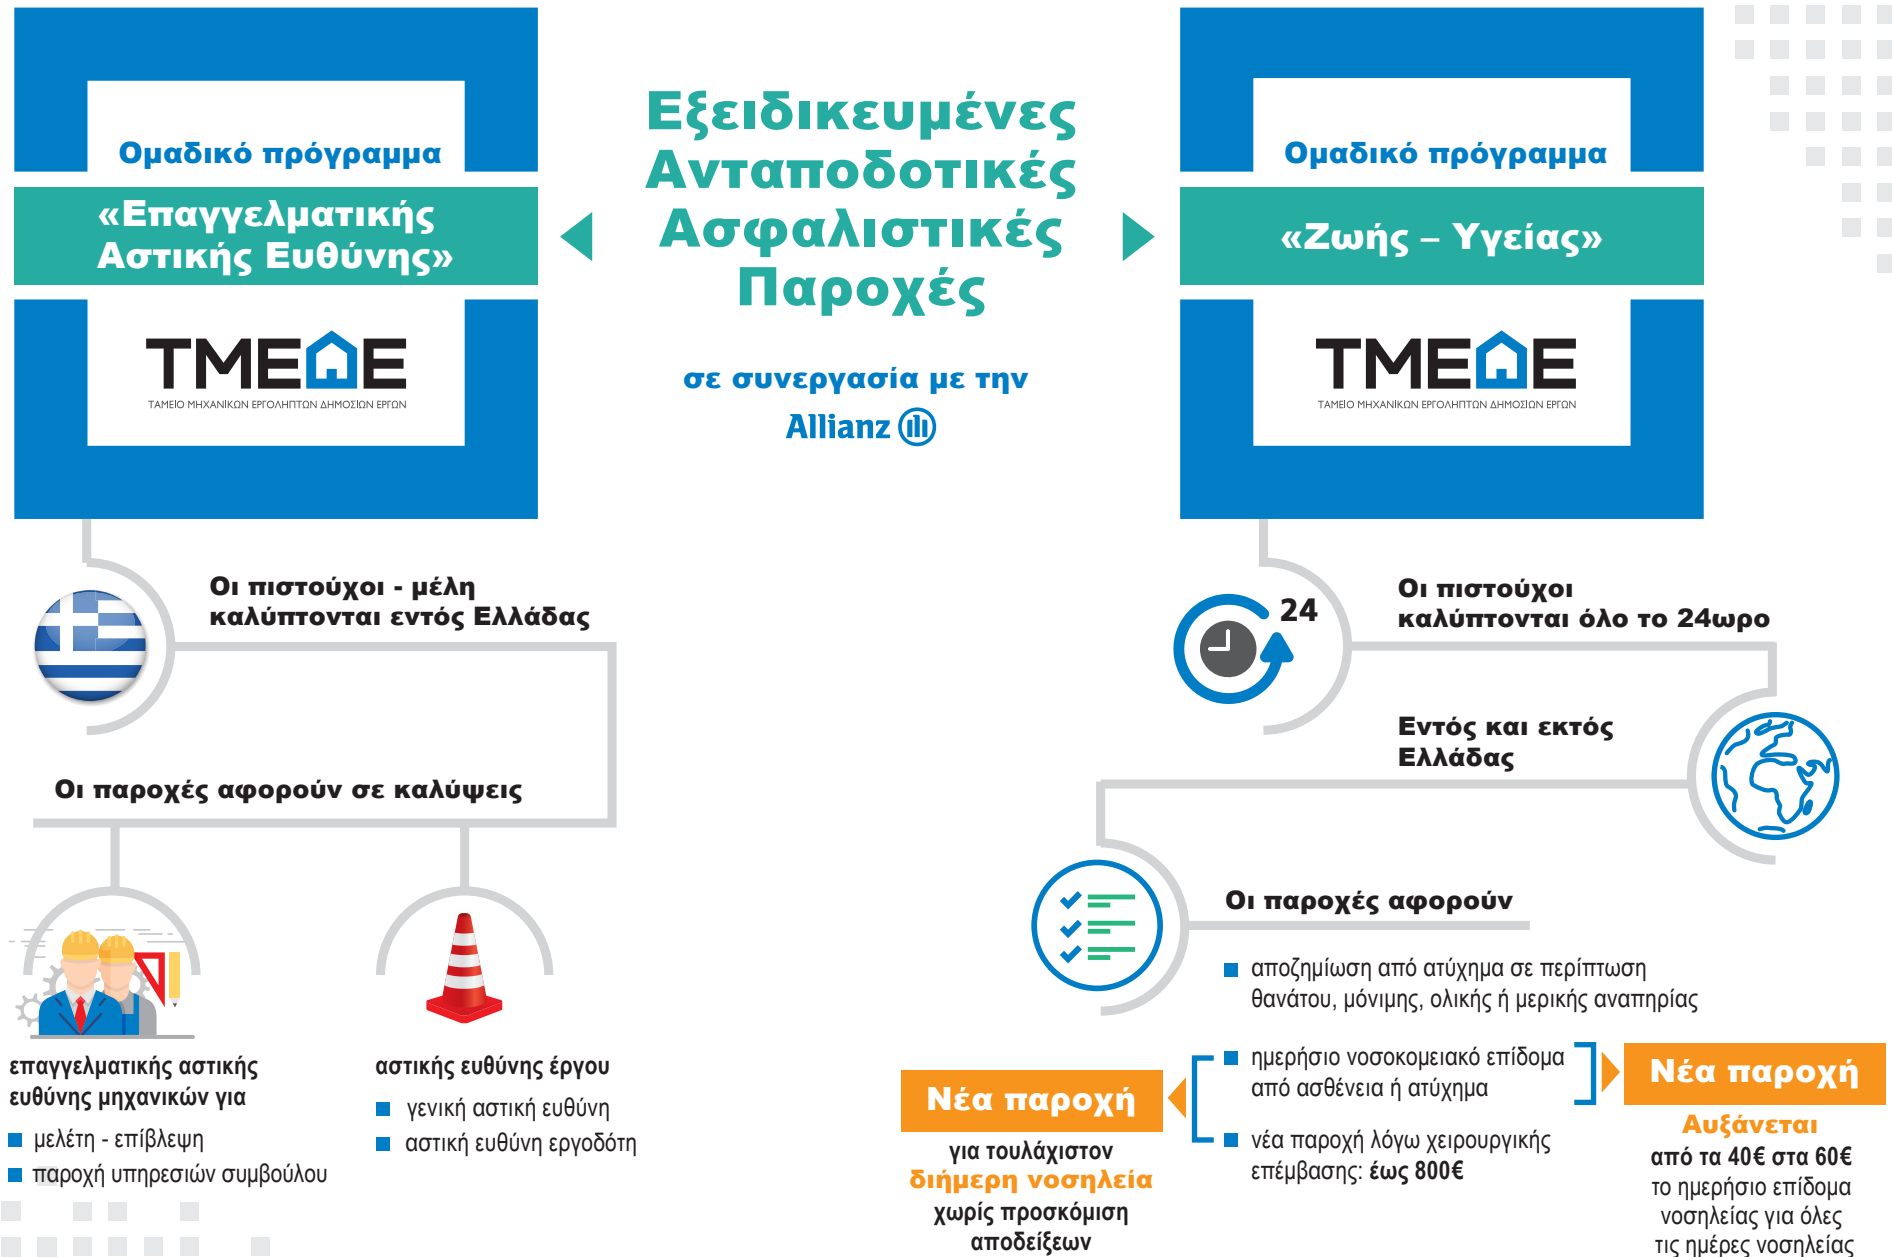 Ομαδικό πρόγραμμα
«Επαγγελματικής
Αστικής Ευθύνης»
ΤΜΕΔΕ
ΤΑΜΕΙΟ ΜΗΧΑΝΙΚΩΝ ΕΡΓΟΛΗΠΤΩΝ ΔΗΜΟΣΙΩΝ ΕΡΓΩΝ
Εξειδικευμένες
Ανταποδοτικές
Ασφαλιστικές
Παροχές
σε συνεργασία με την
Allianz
Ομαδικό πρόγραμμα
«Ζωής – Υγείας»
ΤΜΕΔΕ
ΤΑΜΕΙΟ ΜΗΧΑΝΙΚΩΝ ΕΡΓΟΛΗΠΤΩΝ ΔΗΜΟΣΙΩΝ ΕΡΓΩΝ
Οι πιστούχοι - μέλη
καλύπτονται εντός Ελλάδας
Οι παροχές αφορούν σε καλύψεις
επαγγελματικής αστικής
ευθύνης μηχανικών για
μελέτη - επίβλεψη
παροχή υπηρεσιών συμβούλου
αστικής ευθύνης έργου
γενική αστική ευθύνη
αστική ευθύνη εργοδότη
24
Οι πιστούχοι
καλύπτονται όλο το 24ωρο
Εντός και εκτός
Ελλάδας
Οι παροχές αφορούν
αποζημίωση από ατύχημα σε περίπτωση
θανάτου, μόνιμης, ολικής ή μερικής αναπηρίας
ημερήσιο νοσοκομειακό επίδομα
από ασθένεια ή ατύχημα
νέα παροχή λόγω χειρουργικής
επέμβασης: έως 800€
Νέα παροχή
για τουλάχιστον
διήμερη νοσηλεία
χωρίς προσκόμιση
αποδείξεων
Νέα παροχή
Αυξάνεται
από τα 40€ στα 60€
το ημερήσιο επίδομα
νοσηλείας για όλες
τις ημέρες νοσηλείας